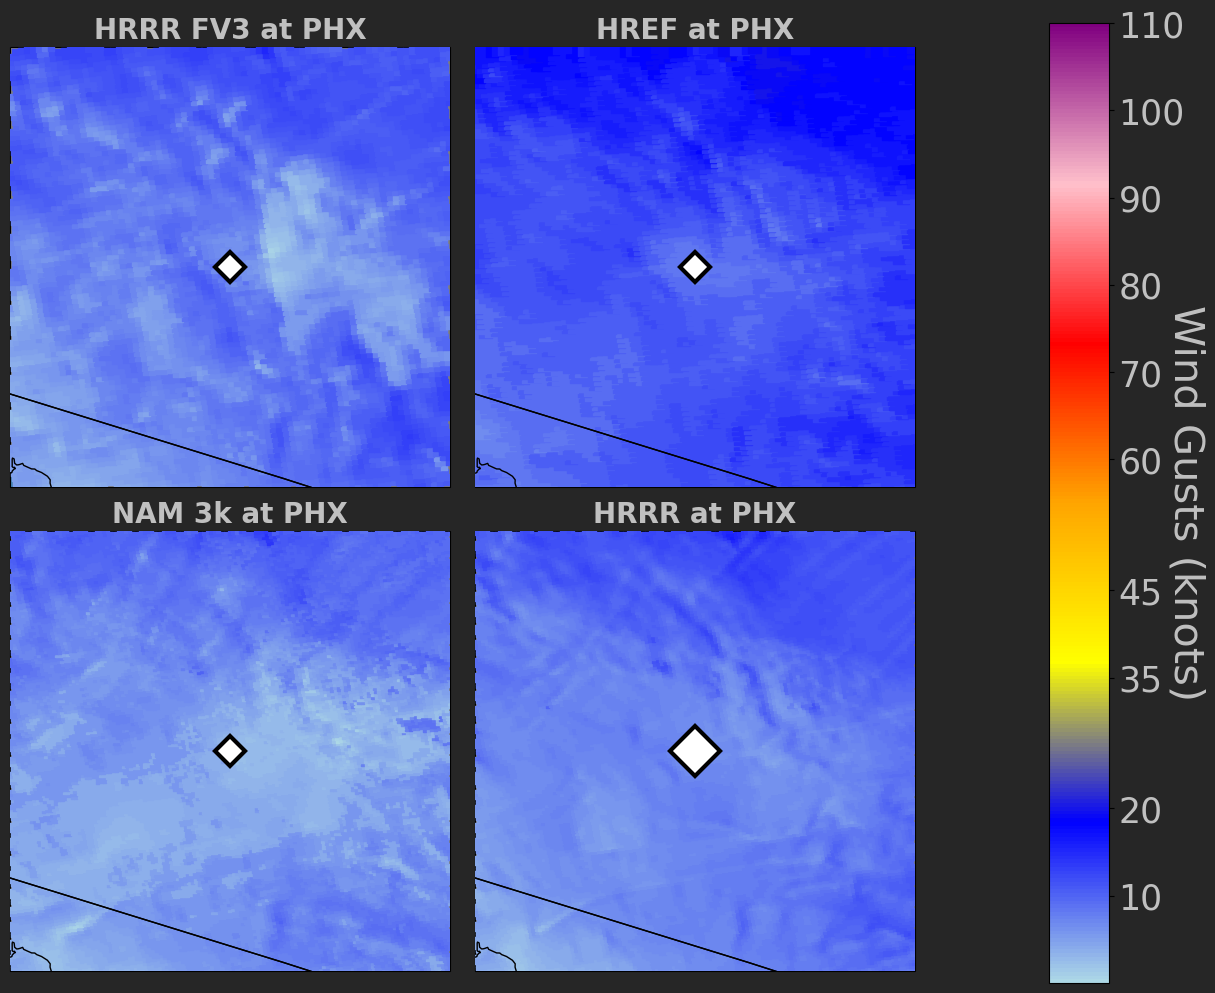 HRRR FV3 at PHX
HREF at PHX
NAM 3k at PHX
HRRR at PHX
110
100
90
80
70
60
45
35
20
10
Wind Gusts (knots)